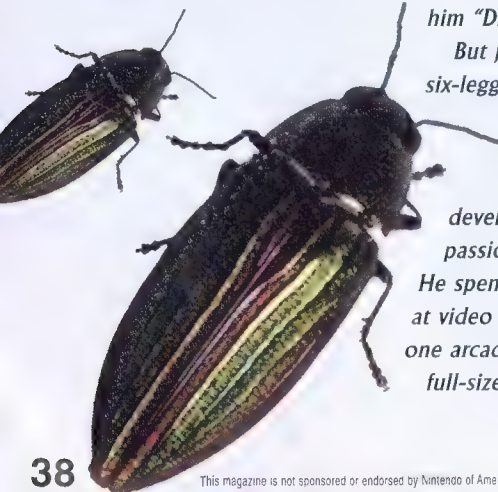 him "D
But
six-legg
devel
passio
He spen
at video
one arcad
full-size
38
This magazine is not sponsored or endorsed by Nintendo of Ame